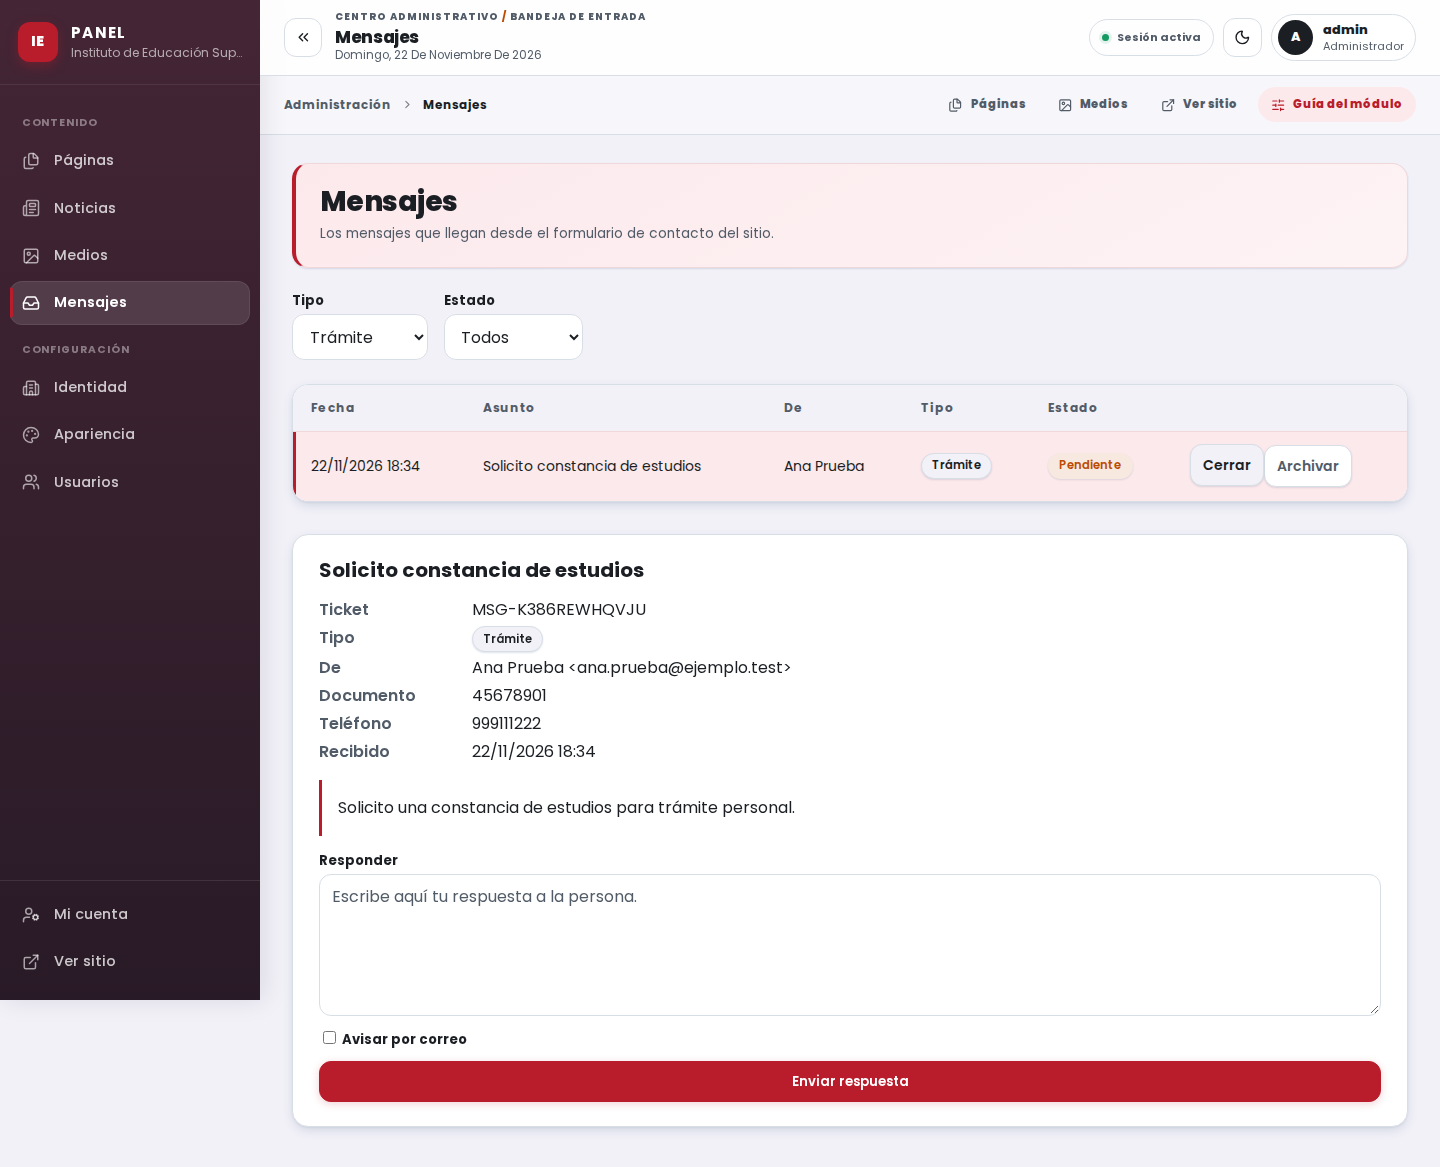 IE
PANEL
Instituto de Educación Sup...
CONTENIDO
Páginas
Noticias
Medios
Mensajes
CONFIGURACIÓN
Identidad
Apariencia
Usuarios
Mi cuenta
Ver sitio
CENTRO ADMINISTRATIVO / BANDEJA DE ENTRADA
Mensajes
Domingo, 22 De Noviembre De 2026
Sesión activa
A
admin
Administrador
Administración > Mensajes
Páginas
Medios
Ver sitio
Guía del módulo
Mensajes
Los mensajes que llegan desde el formulario de contacto del sitio.
Tipo Estado
Trámite Todos
Fecha Asunto De Tipo Estado
22/11/2026 18:34 Solicito constancia de estudios Ana Prueba Trámite Pendiente Cerrar Archivar
Solicito constancia de estudios
Ticket MSG-K386REWHQVJU
Tipo Trámite
De Ana Prueba <ana.prueba@ejemplo.test>
Documento 45678901
Teléfono 999111222
Recibido 22/11/2026 18:34
Solicito una constancia de estudios para trámite personal.
Responder
Escribe aquí tu respuesta a la persona.
Avisar por correo
Enviar respuesta